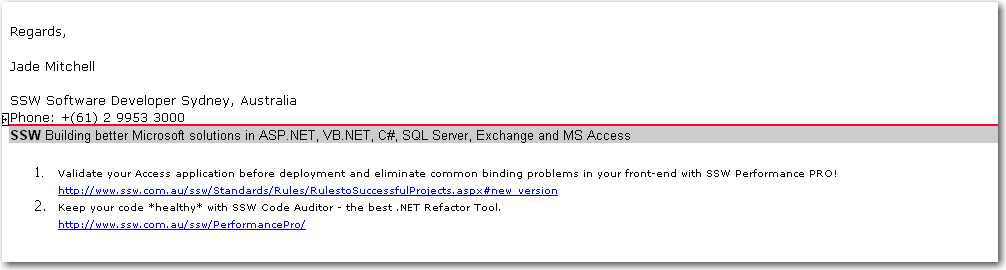 Regards,
Jade Mitchell
SSW Software Developer Sydney, Australia
Phone: +(61) 2 9953 3000
SSW Building better Microsoft solutions in ASP.NET, VB.NET, C#, SQL Server, Exchange and MS Access
1. Validate your Access application before deployment and eliminate common binding problems in your front-end with SSW Performance PRO!
http://www.ssw.com.au/ssw/Standards/Rules/RulestoSuccessfulProjects.aspx#new_version
2. Keep your code *healthy* with SSW Code Auditor - the best .NET Refactor Tool.
http://www.ssw.com.au/ssw/PerformancePro/